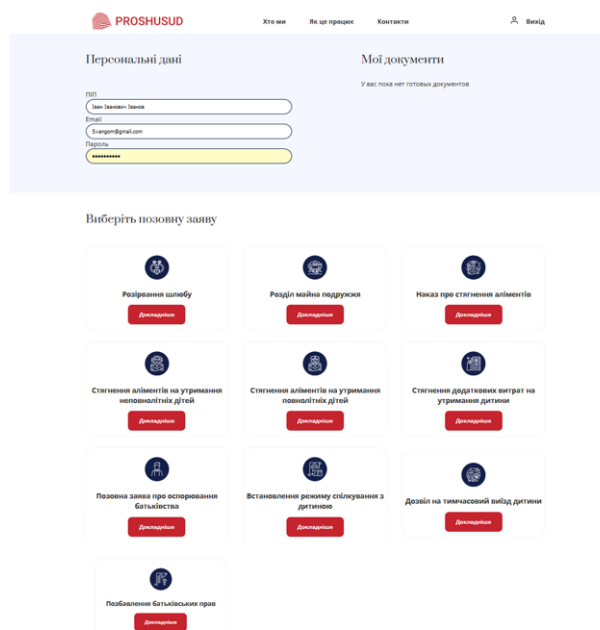 PROSHUSUD
Хто ми
Як це працює
Контакти
Вихід
Персональні дані
ПІП
Іван Іванович Іванов
Email
Svangom@gmail.com
Пароль
••••••••••
Мої документи
У вас пока нет готовых документов
Виберіть позовну заяву
Розірвання шлюбу
Докладніше
Розділ майна подружжя
Докладніше
Наказ про стягнення аліментів
Докладніше
Стягнення аліментів на утримання
неповнолітніх дітей
Докладніше
Стягнення аліментів на утримання
повнолітніх дітей
Докладніше
Стягнення додаткових витрат на
утримання дитини
Докладніше
Позовна заява про оспорювання
батьківства
Докладніше
Встановлення режиму спілкування з
дитиною
Докладніше
Дозвіл на тимчасовий виїзд дитини
Докладніше
Позбавлення батьківських прав
Докладніше